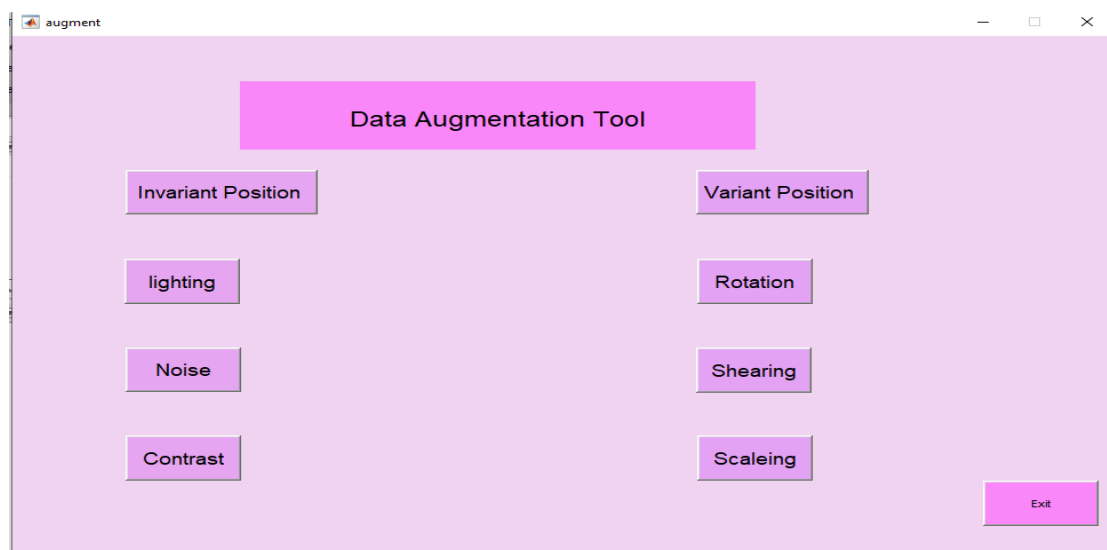 augment
Data Augmentation Tool
Invariant Position
Variant Position
lighting
Rotation
Noise
Shearing
Contrast
Scaleing
Exit